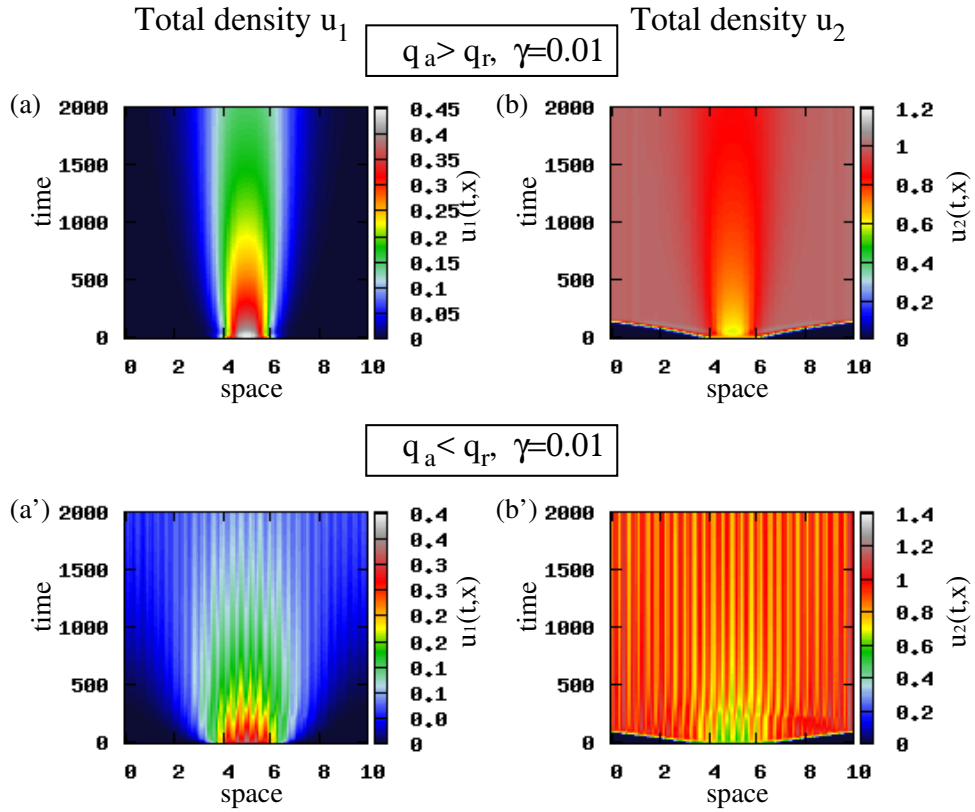 Total density u1 Total density u2
q a> q r, γ=0.01
(a) (b)
2000 0.45 2000 1.2
0.4
1500 0.35 1500 1
0.3 0.8
1000 0.25 1000 0.6
0.2
500 0.15 500 0.4
0.1 0.2
0.05
0 0 0 0
time u1(t,x) time u2(t,x)
0 2 4 6 8 10 0 2 4 6 8 10
space space
q a< q r, γ=0.01
(a') (b')
2000 0.4 2000 1.4
0.4 1.2
1500 0.3 1500 1
0.3
1000 0.2 1000 0.8
0.2 0.6
0.1
500 0.1 500 0.4
0.0 0.2
0 0 0 0
time u1(t,x) time u2(t,x)
0 2 4 6 8 10 0 2 4 6 8 10
space space